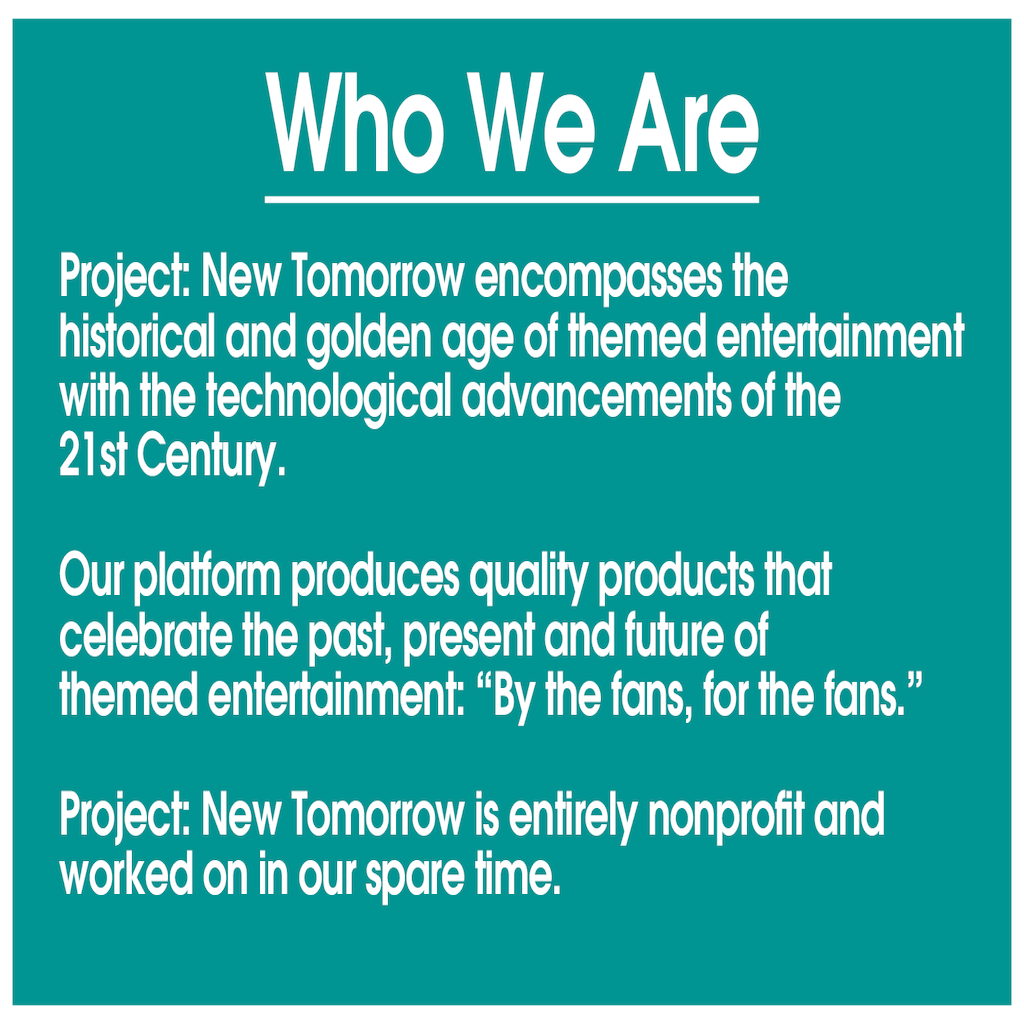 Who We Are
Project: New Tomorrow encompasses the
historical and golden age of themed entertainment
with the technological advancements of the
21st Century.
Our platform produces quality products that
celebrate the past, present and future of
themed entertainment: “By the fans, for the fans.”
Project: New Tomorrow is entirely nonprofit and
worked on in our spare time.